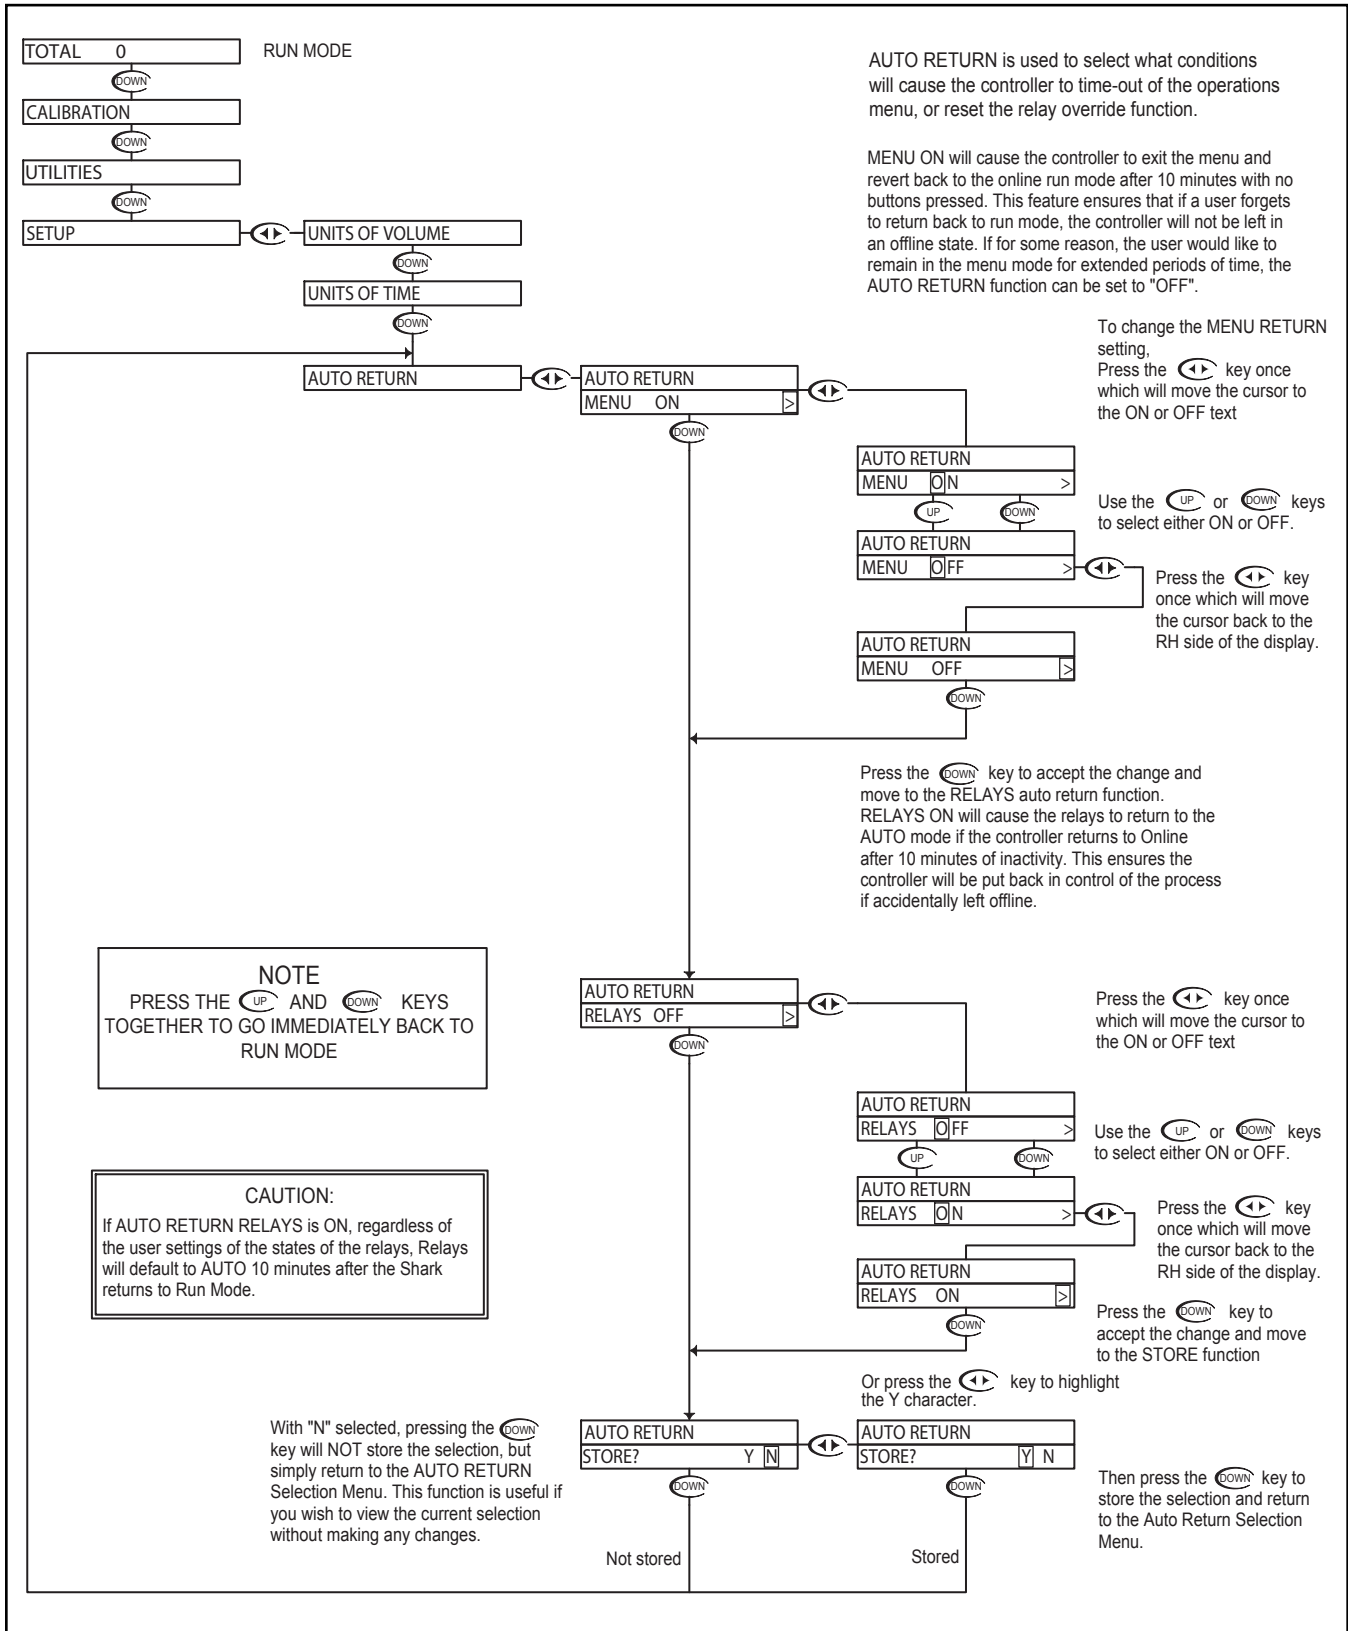 TOTAL 0
RUN MODE
DOWN
CALIBRATION
DOWN
UTILITIES
DOWN
SETUP
UNITS OF VOLUME
DOWN
UNITS OF TIME
DOWN
AUTO RETURN
AUTO RETURN is used to select what conditions
will cause the controller to time-out of the operations
menu, or reset the relay override function.
MENU ON will cause the controller to exit the menu and
revert back to the online run mode after 10 minutes with no
buttons pressed. This feature ensures that if a user forgets
to return back to run mode, the controller will not be left in
an offline state. If for some reason, the user would like to
remain in the menu mode for extended periods of time, the
AUTO RETURN function can be set to "OFF".
AUTO RETURN
MENU ON >
DOWN
To change the MENU RETURN
setting,
Press the key once
which will move the cursor to
the ON or OFF text
AUTO RETURN
MENU ON >
UP DOWN
Use the UP or DOWN keys
to select either ON or OFF.
AUTO RETURN
MENU OFF >
Press the key
once which will move
the cursor back to the
RH side of the display.
AUTO RETURN
MENU OFF >
DOWN
Press the DOWN key to accept the change and
move to the RELAYS auto return function.
RELAYS ON will cause the relays to return to the
AUTO mode if the controller returns to Online
after 10 minutes of inactivity. This ensures the
controller will be put back in control of the process
if accidentally left offline.
NOTE
PRESS THE UP AND DOWN KEYS
TOGETHER TO GO IMMEDIATELY BACK TO
RUN MODE
AUTO RETURN
RELAYS OFF >
DOWN
Press the key once
which will move the cursor to
the ON or OFF text
AUTO RETURN
RELAYS OFF >
UP DOWN
Use the UP or DOWN keys
to select either ON or OFF.
AUTO RETURN
RELAYS ON >
Press the key
once which will move
the cursor back to the
RH side of the display.
CAUTION:
If AUTO RETURN RELAYS is ON, regardless of
the user settings of the states of the relays, Relays
will default to AUTO 10 minutes after the Shark
returns to Run Mode.
AUTO RETURN
RELAYS ON >
DOWN
Press the DOWN key to
accept the change and move
to the STORE function
Or press the key to highlight
the Y character.
With "N" selected, pressing the DOWN
key will NOT store the selection, but
simply return to the AUTO RETURN
Selection Menu. This function is useful if
you wish to view the current selection
without making any changes.
AUTO RETURN
STORE? Y N
DOWN
Not stored
AUTO RETURN
STORE? Y N
DOWN
Stored
Then press the DOWN key to
store the selection and return
to the Auto Return Selection
Menu.